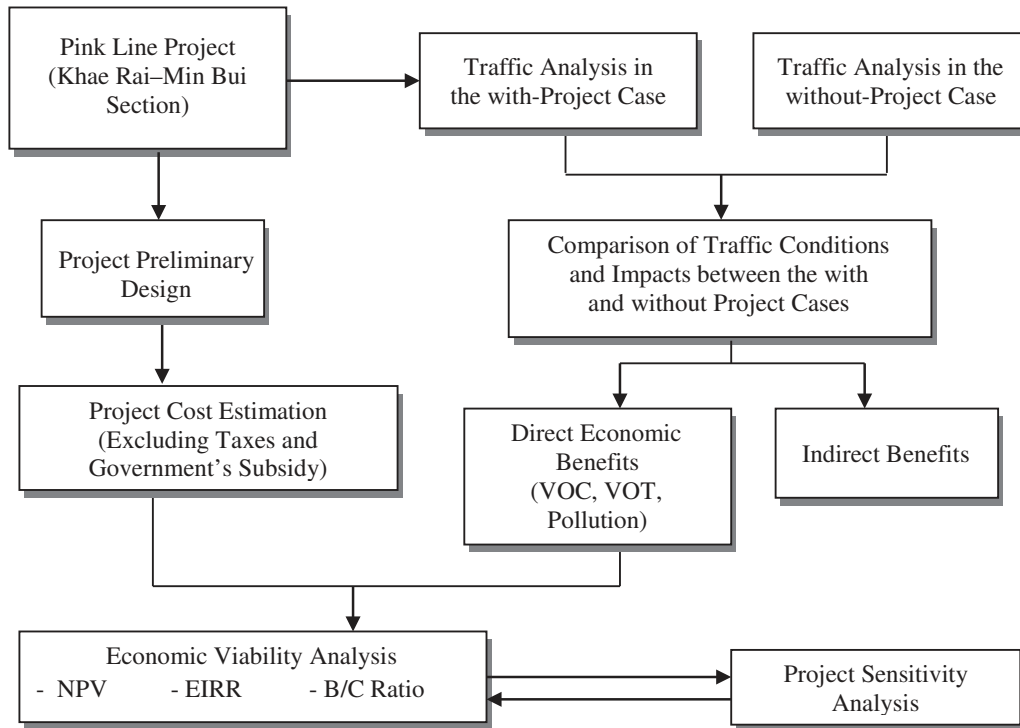 Pink Line Project
(Khae Rai–Min Bui
Section)
Traffic Analysis in
the with-Project Case
Traffic Analysis in the
without-Project Case
Project Preliminary
Design
Comparison of Traffic Conditions
and Impacts between the with
and without Project Cases
Project Cost Estimation
(Excluding Taxes and
Government’s Subsidy)
Direct Economic
Benefits
(VOC, VOT,
Pollution)
Indirect Benefits
Economic Viability Analysis
- NPV - EIRR - B/C Ratio
Project Sensitivity
Analysis